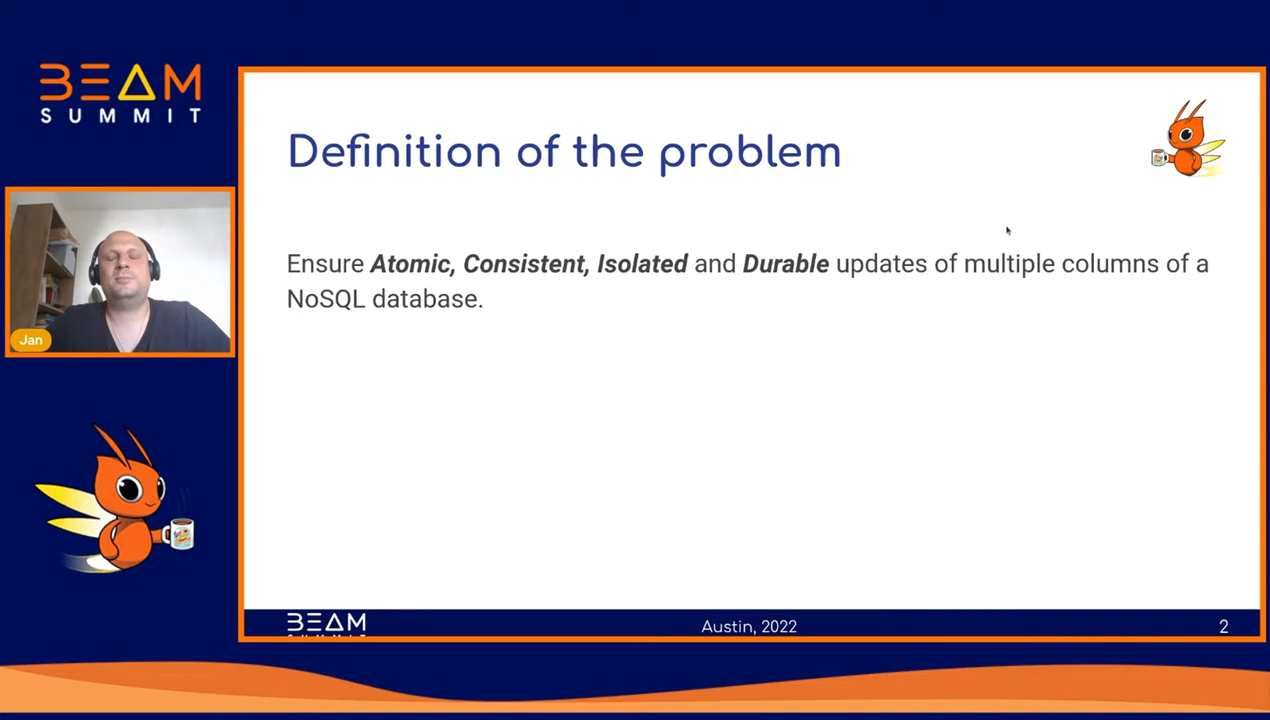 BEAM
SUMMIT
Definition of the problem
Ensure Atomic, Consistent, Isolated and Durable updates of multiple columns of a
NoSQL database.
Jan
BEAM
Austin, 2022
2